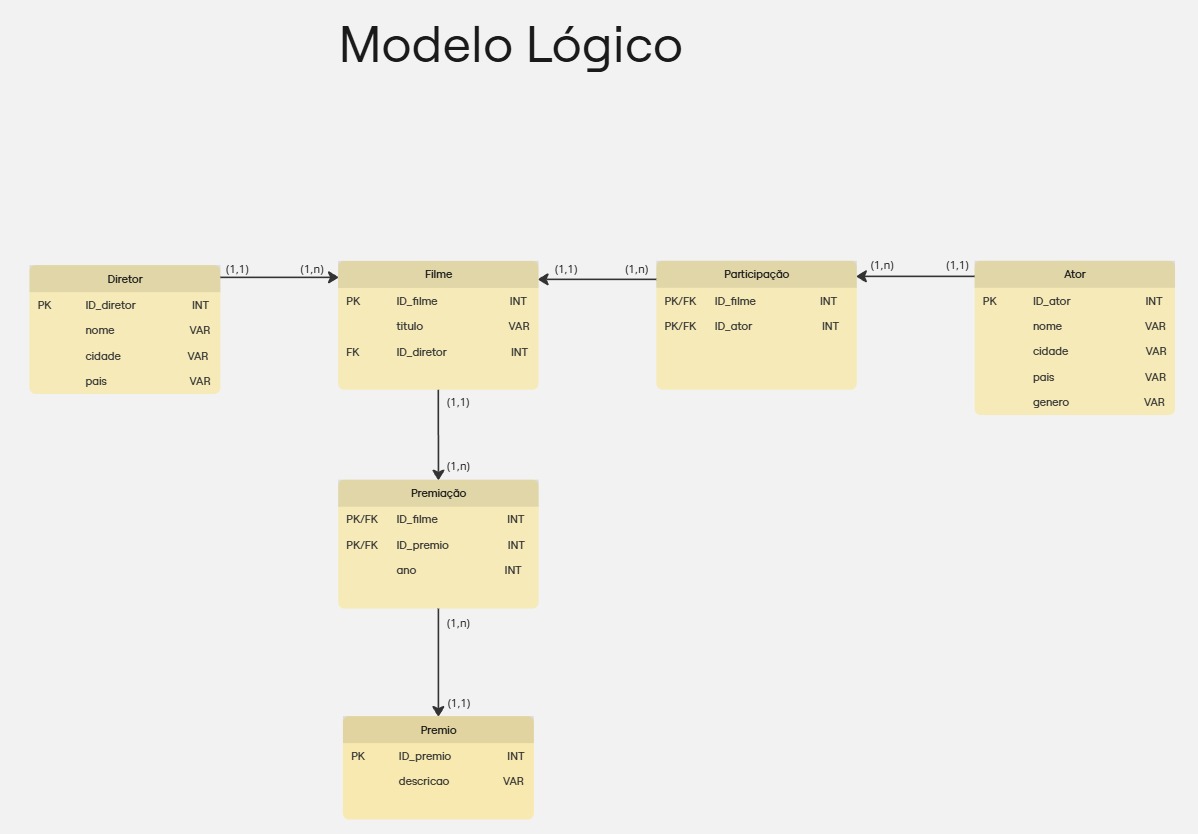 Modelo Lógico
(1,1) (1,n) (1,1) (1,n) (1,n) (1,1)
Diretor
PK ID_diretor INT
nome VAR
cidade VAR
pais VAR
Filme
PK ID_filme INT
titulo VAR
FK ID_diretor INT
Participação
PK/FK ID_filme INT
PK/FK ID_ator INT
Ator
PK ID_ator INT
nome VAR
cidade VAR
pais VAR
genero VAR
(1,1)
(1,n)
Premiação
PK/FK ID_filme INT
PK/FK ID_premio INT
ano INT
(1,n)
(1,1)
Premio
PK ID_premio INT
descricao VAR